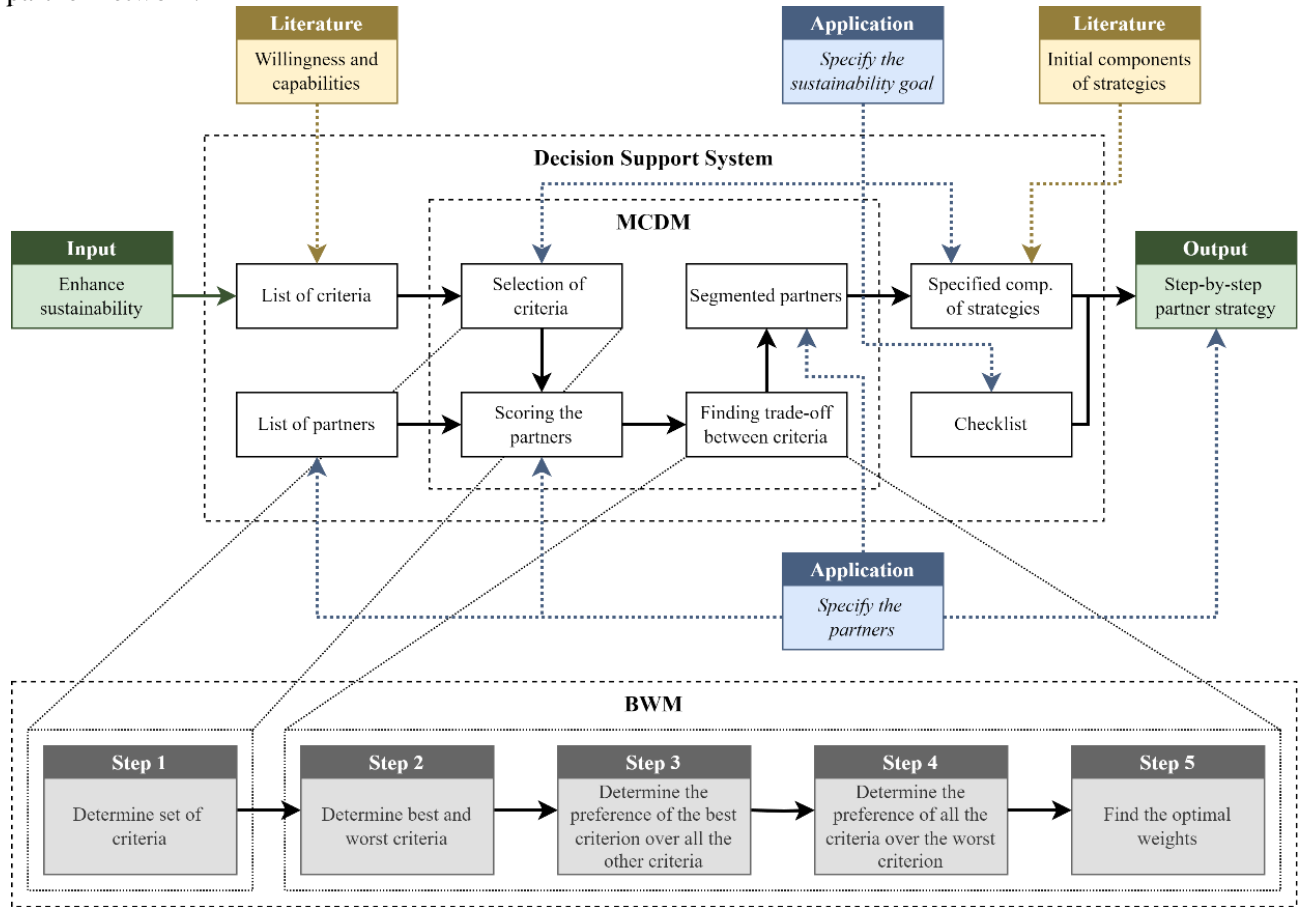 Literature
Willingness and
capabilities
Application
Specify the
sustainability goal
Literature
Initial components
of strategies
Decision Support System
MCDM
Input
Enhance
sustainability
List of criteria
Selection of
criteria
Segmented partners
Specified comp.
of strategies
Output
Step-by-step
partner strategy
List of partners
Scoring the
partners
Finding trade-off
between criteria
Checklist
Application
Specify the
partners
BWM
Step 1
Determine set of
criteria
Step 2
Determine best and
worst criteria
Step 3
Determine the
preference of the best
criterion over all the
other criteria
Step 4
Determine the
preference of all the
criteria over the worst
criterion
Step 5
Find the optimal
weights